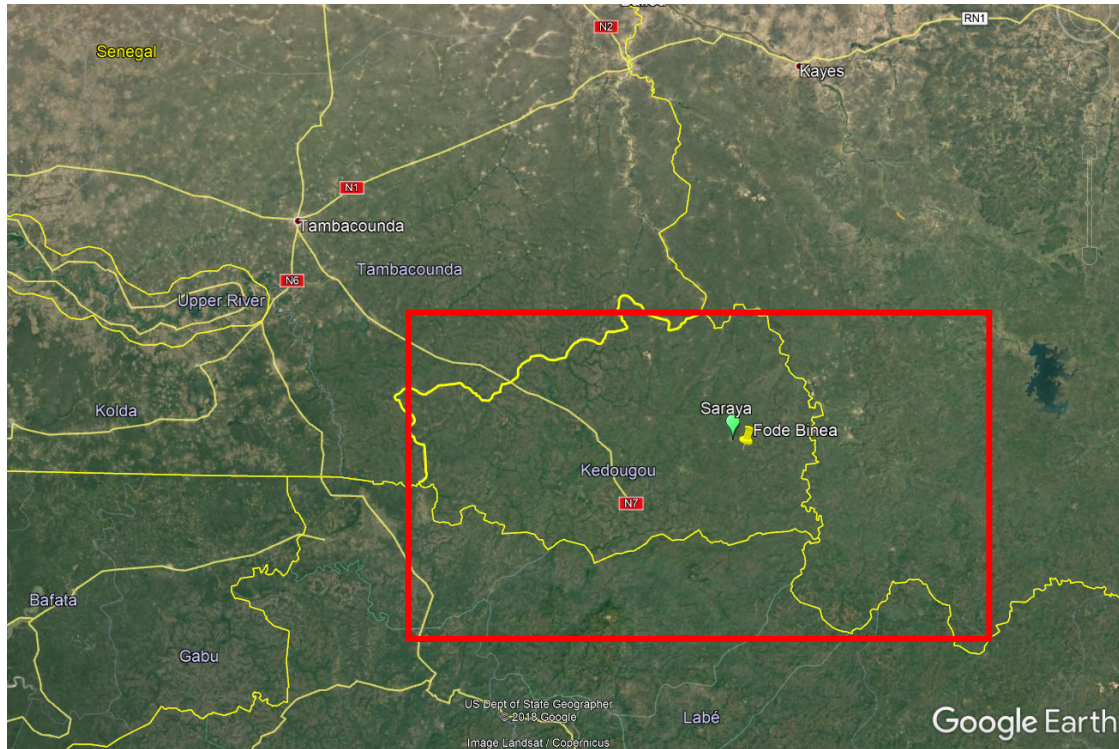 N2
RN1
Senegal
Kayes
N1
Tambacounda
Tambacounda
N6
Upper River
Kolda
Saraya
Fode Binea
Kedougou
N7
Bafata
Gabu
US Dept of State Geographer
© 2018 Google
Labé
Google Earth
Image Landsat / Copernicus